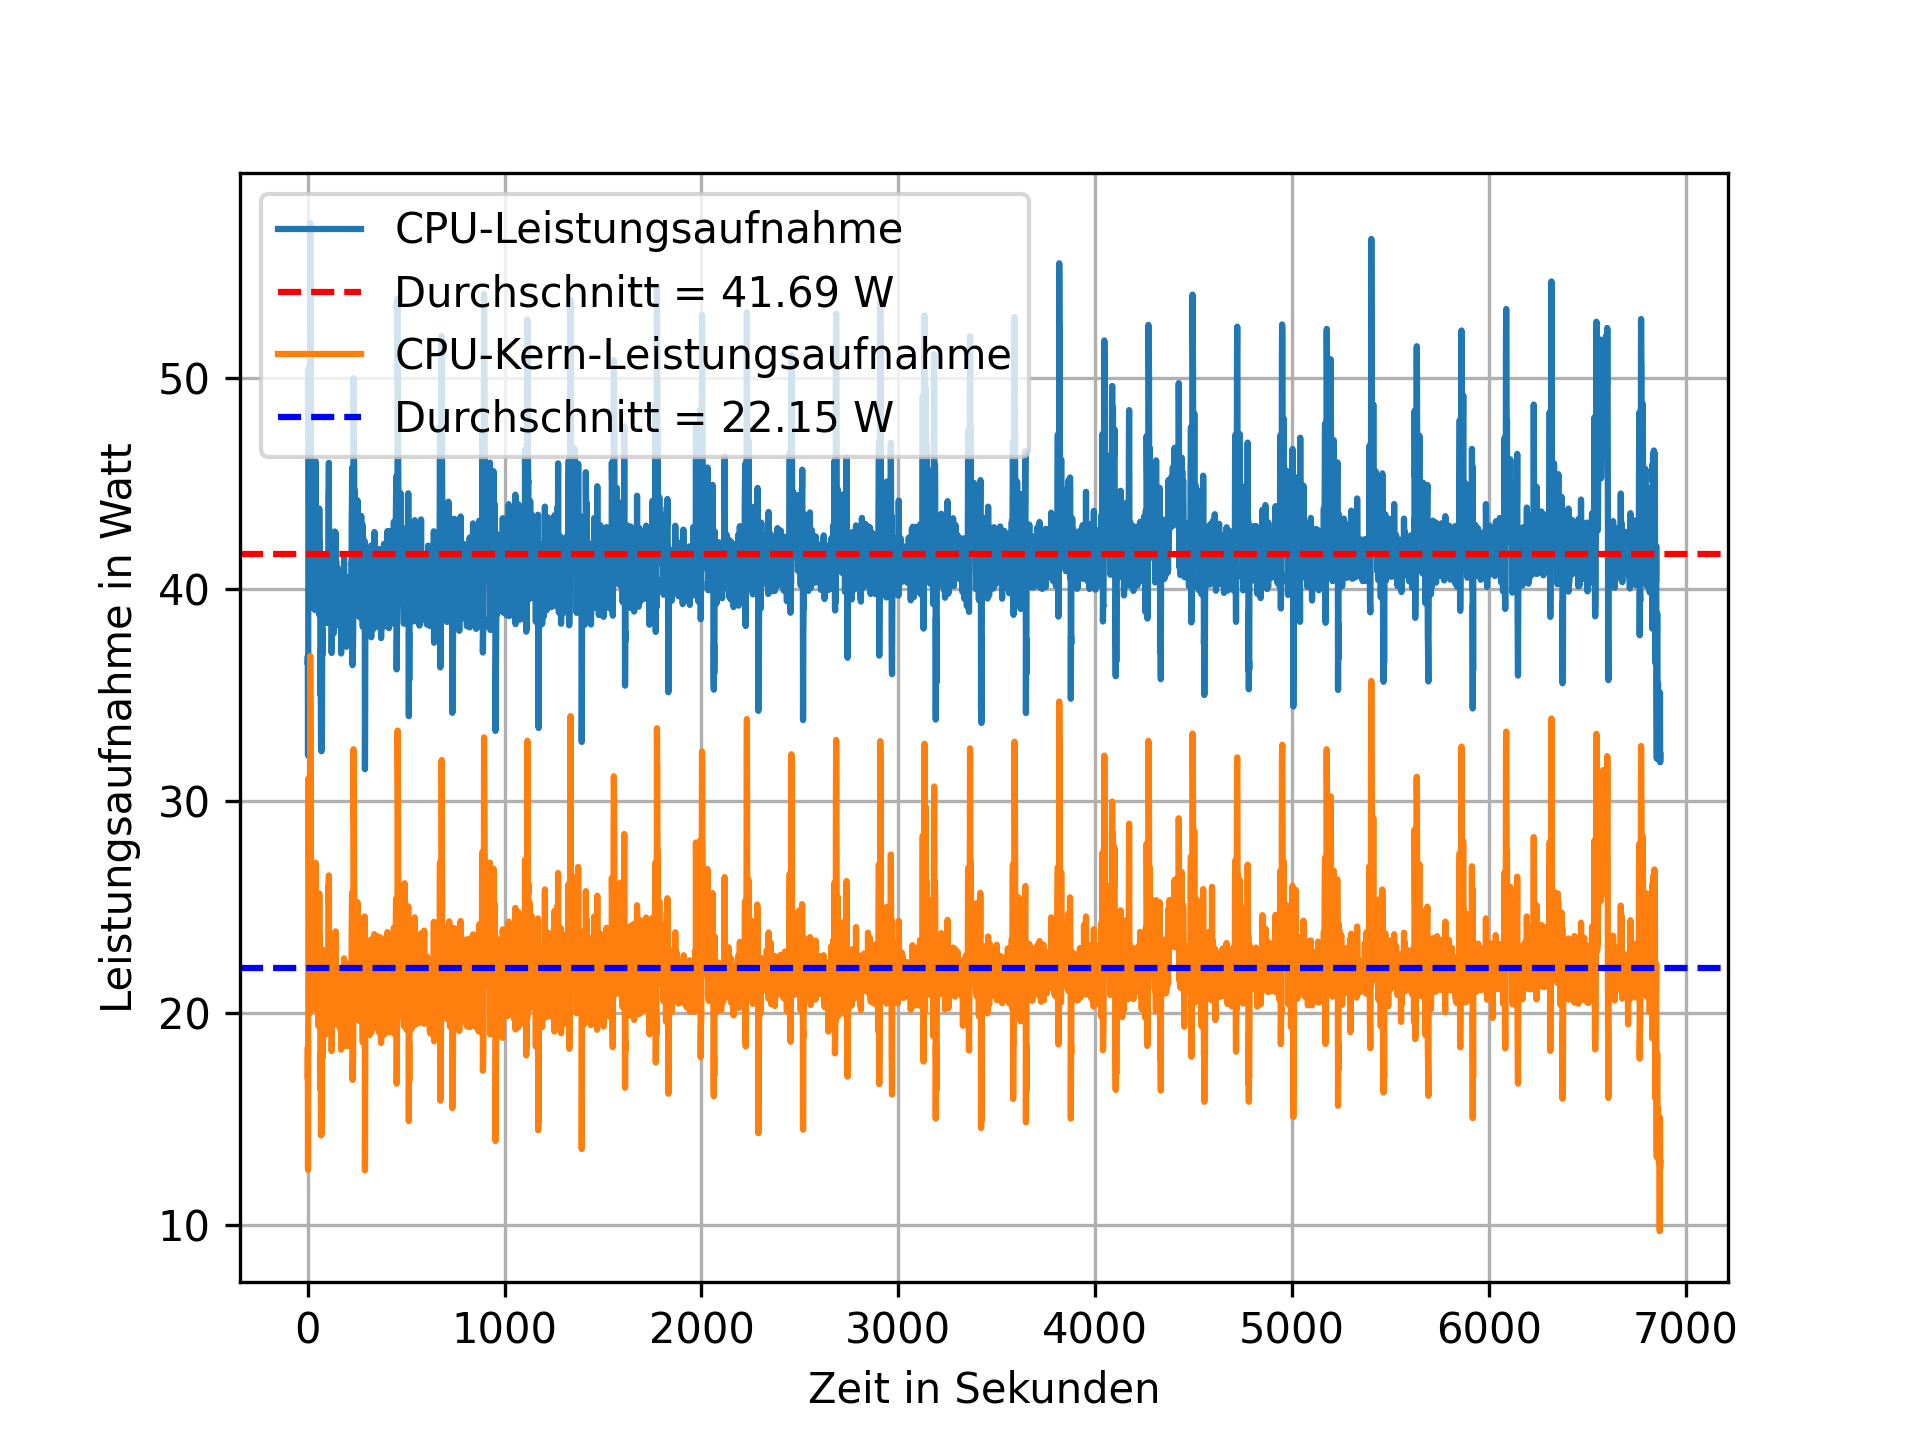 CPU-Leistungsaufnahme
Durchschnitt = 41.69 W
CPU-Kern-Leistungsaufnahme
Durchschnitt = 22.15 W
50
40
30
20
10
Leistungsaufnahme in Watt
0 1000 2000 3000 4000 5000 6000 7000
Zeit in Sekunden